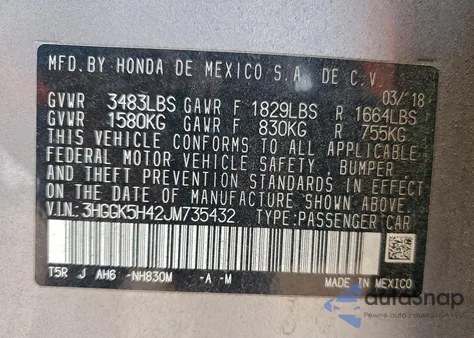 MFD.BY HONDA DE MEXICO S.A. DE C.V.
03/18
GVWR 3483LBS GAWR F 1829LBS R 1664LBS
GVWR 1580KG GAWR F 830KG R 755KG
THIS VEHICLE CONFORMS TO ALL APPLICABLE
FEDERAL MOTOR VEHICLE SAFETY, BUMPER
AND THEFT PREVENTION STANDARDS IN EFFECT
ON THE DATE OF MANUFACTURE SHOWN ABOVE.
V.I.N.: 3HGGK5H42JM735432 TYPE:PASSENGER CAR
T5R J AH6 -NH830M -A -M
MADE IN MEXICO
autasnap